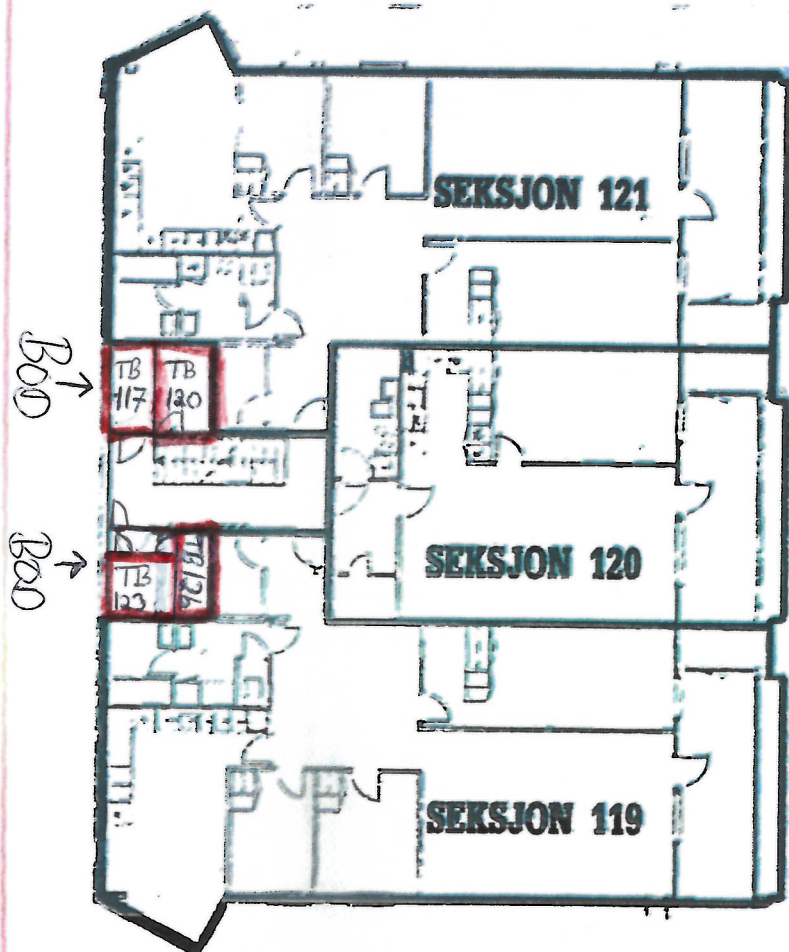 SEKSJON 121
BOD
TB
117
TB
120
SEKSJON 120
BOD
TB
123
TB 126
SEKSJON 119